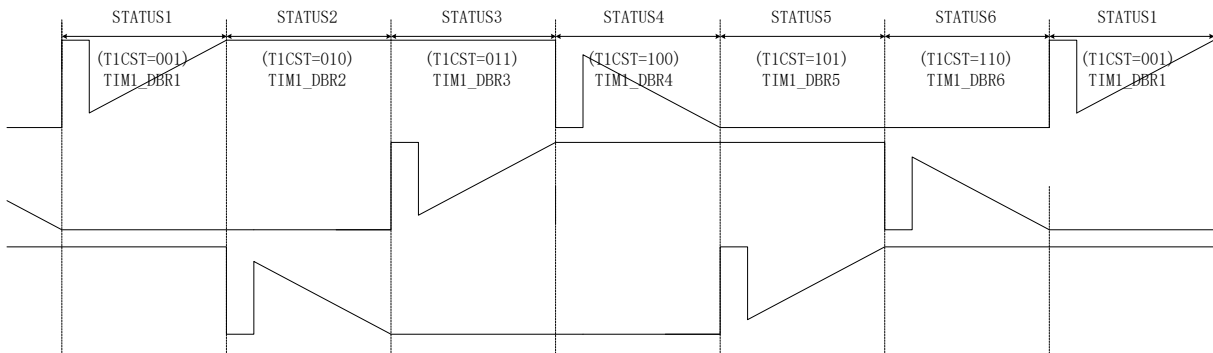 STATUS1 STATUS2 STATUS3 STATUS4 STATUS5 STATUS6 STATUS1
(T1CST=001) (T1CST=010) (T1CST=011) (T1CST=100) (T1CST=101) (T1CST=110) (T1CST=001)
TIM1_DBR1 TIM1_DBR2 TIM1_DBR3 TIM1_DBR4 TIM1_DBR5 TIM1_DBR6 TIM1_DBR1